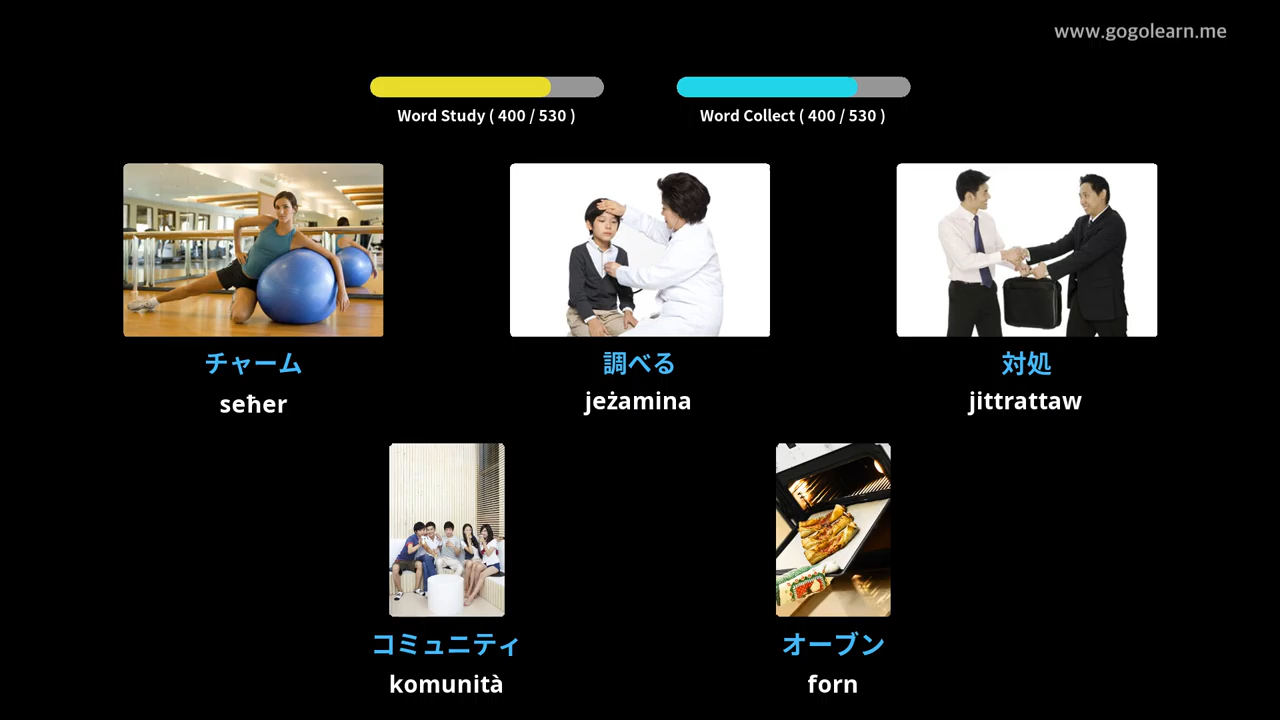 www.gogolearn.me
Word Study ( 400 / 530 )
Word Collect ( 400 / 530 )
チャーム
調べる
対処
seħer
jeżamina
jittrattaw
コミュニティ
オーブン
komunità
forn